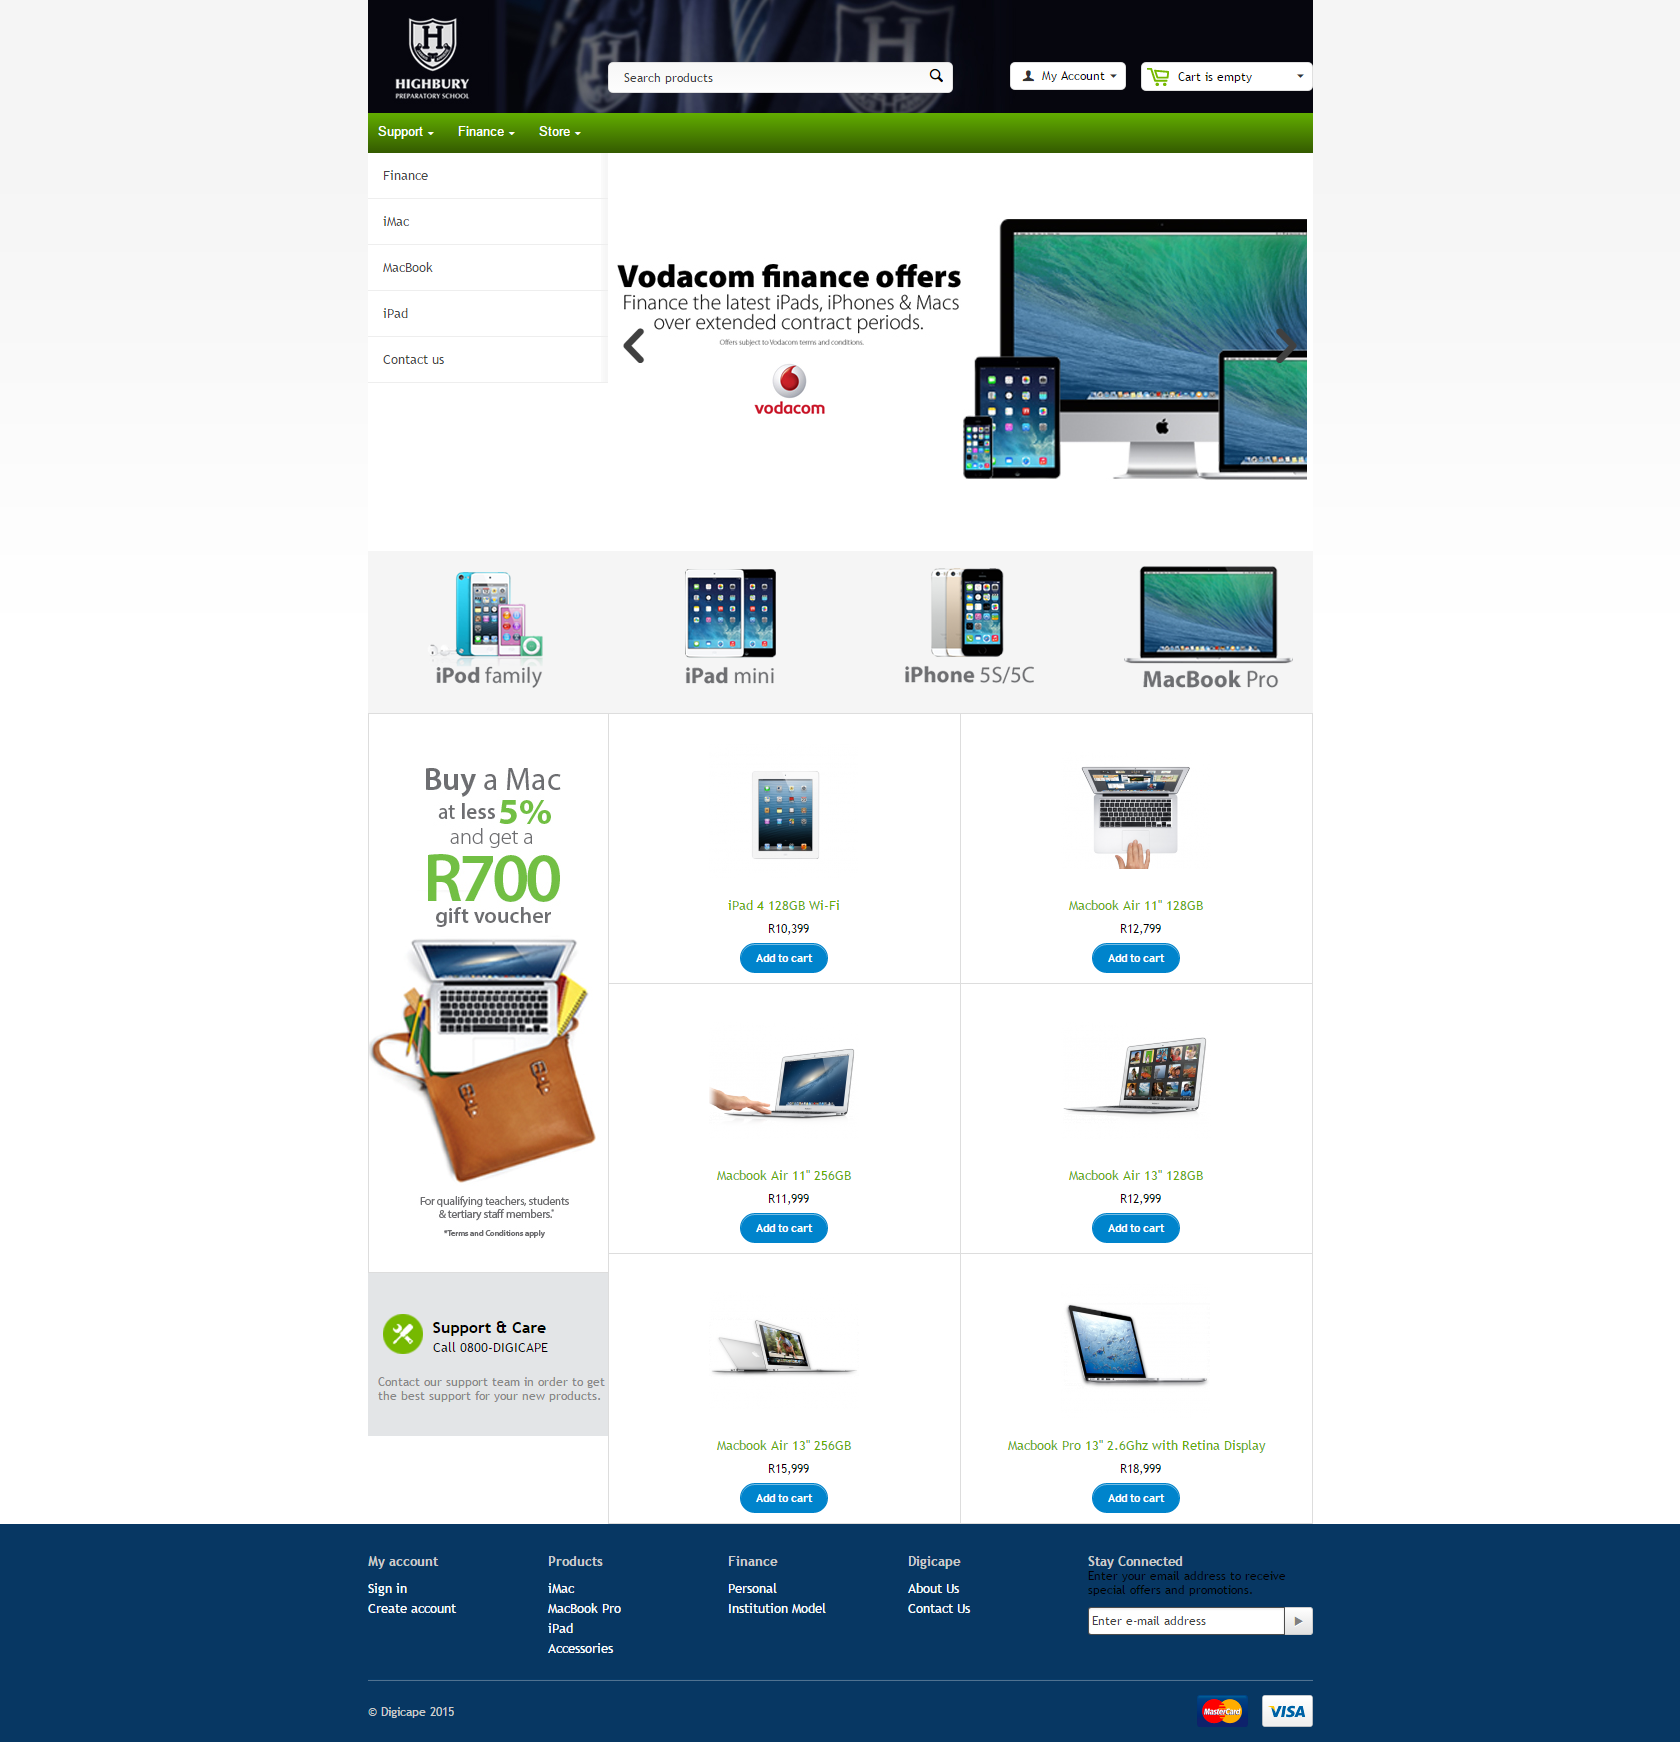 HIGHBURY
PREPARATORY SCHOOL
Search products
My Account
Cart is empty
Support
Finance
Store
Finance
iMac
MacBook
iPad
Contact us
Vodacom finance offers
Finance the latest iPads, iPhones & Macs
over extended contract periods.
Offers subject to Vodacom terms and conditions.
vodacom
iPod family
iPad mini
iPhone 5S/5C
MacBook Pro
Buy a Mac
at less 5%
and get a
R700
gift voucher
For qualifying teachers, students
& tertiary staff members.*
*Terms and Conditions apply
Support & Care
Call 0800-DIGICAPE
Contact our support team in order to get
the best support for your new products.
iPad 4 128GB Wi-Fi
R10,399
Add to cart
Macbook Air 11" 128GB
R12,799
Add to cart
Macbook Air 11" 256GB
R11,999
Add to cart
Macbook Air 13" 128GB
R12,999
Add to cart
Macbook Air 13" 256GB
R15,999
Add to cart
Macbook Pro 13" 2.6Ghz with Retina Display
R18,999
Add to cart
My account
Sign in
Create account
Products
iMac
MacBook Pro
iPad
Accessories
Finance
Personal
Institution Model
Digicape
About Us
Contact Us
Stay Connected
Enter your email address to receive
special offers and promotions.
Enter e-mail address
© Digicape 2015
MasterCard
VISA